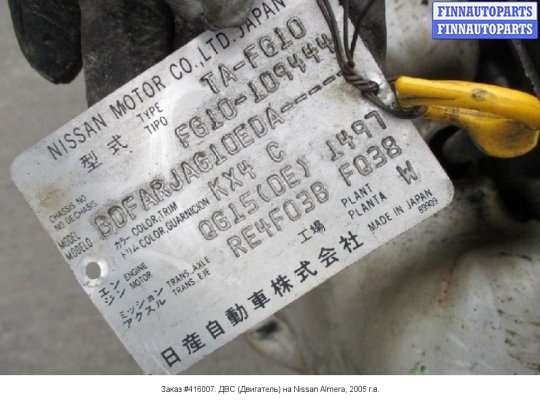 FINNAUTOPARTS
FINNAUTOPARTS
NISSAN MOTOR CO., LTD. JAPAN
型式 TYPE TIPO TA-FG10
CHASSIS NO. NO. DE CHASIS FG10-109444
MODEL MODELO BDFARJAG10EDA-----
カラートリム COLOR, TRIM COLOR, GUARNICION KX4 C
エンジン ENGINE MOTOR QG15(DE) 1497
ミッションアクスル TRANS. AXLE TRANS. EJE RE4F03B FQ38
工場 PLANT PLANTA W
日産自動車株式会社 MADE IN JAPAN
89909
Заказ #416007: ДВС (Двигатель) на Nissan Almera, 2005 г.в.